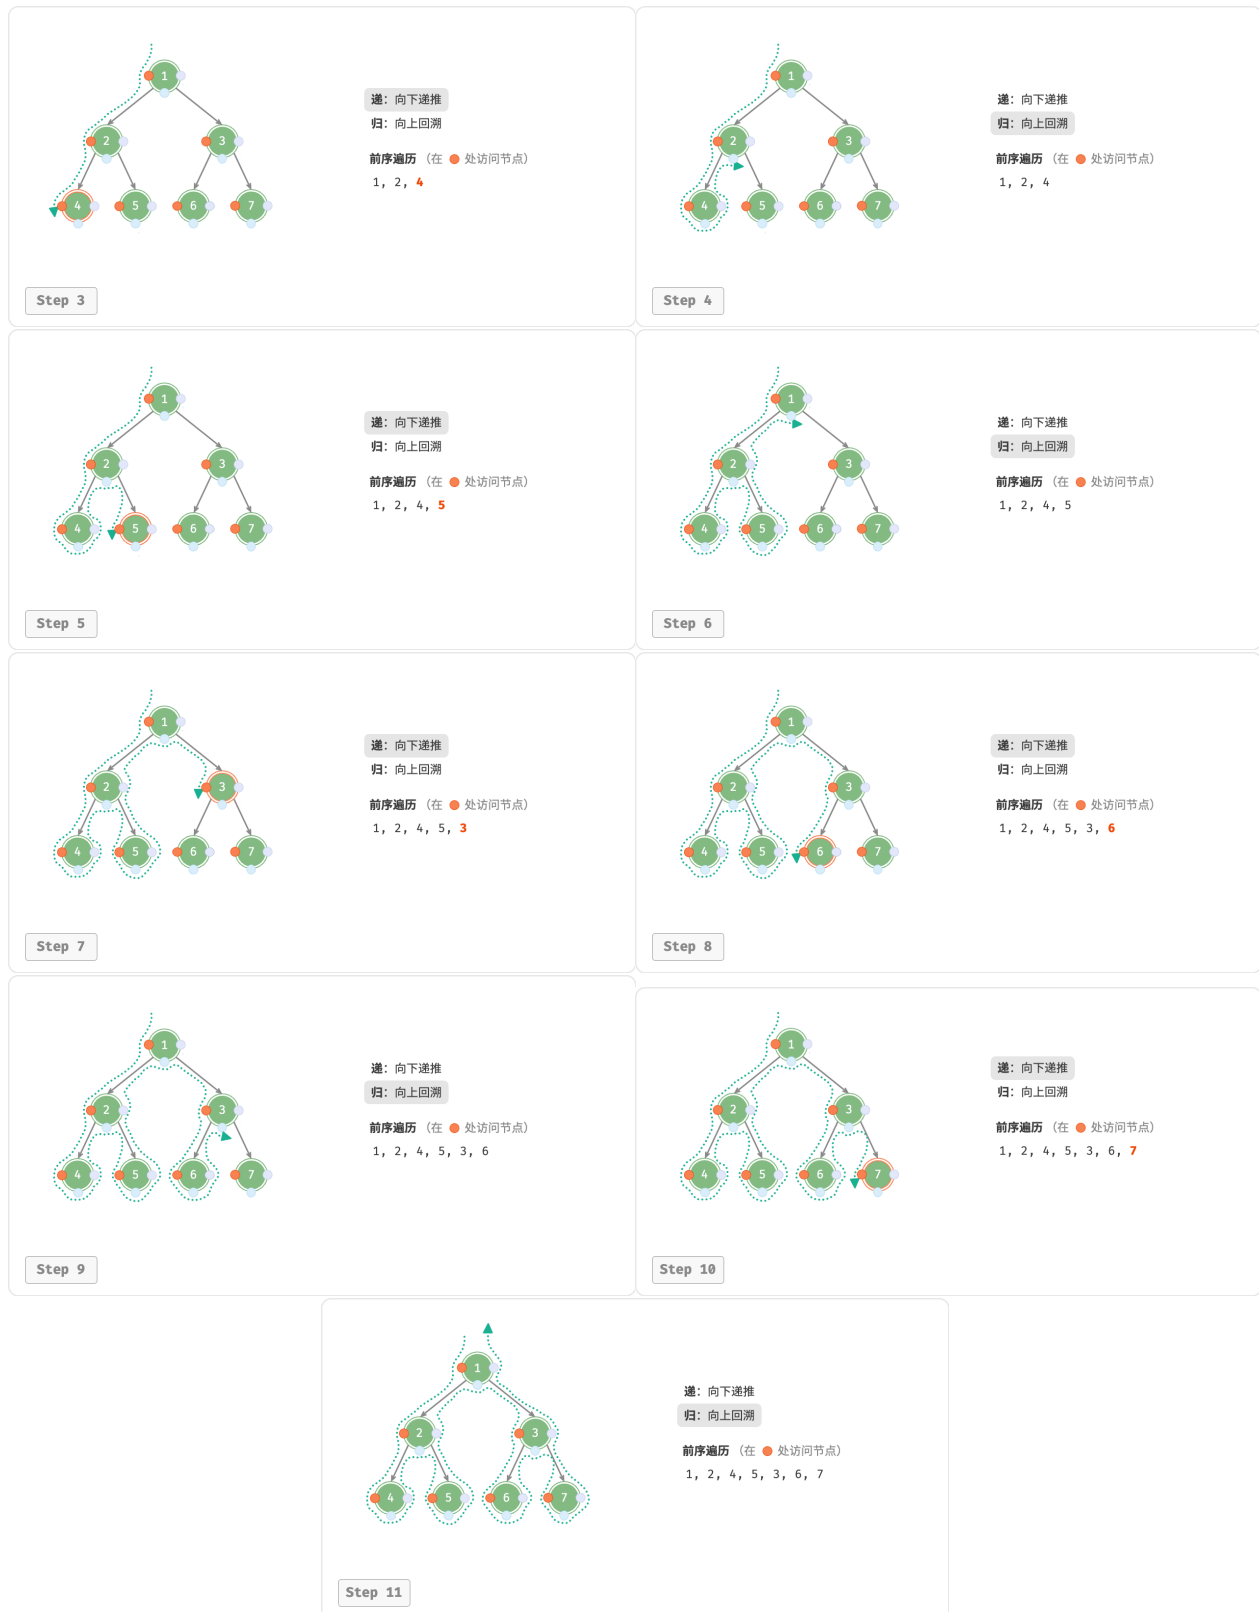 1
2
3
4
5
6
7
递：向下递推
归：向上回溯
前序遍历（在 处访问节点）
1, 2, 4
Step 3
1
2
3
4
5
6
7
递：向下递推
归：向上回溯
前序遍历（在 处访问节点）
1, 2, 4
Step 4
1
2
3
4
5
6
7
递：向下递推
归：向上回溯
前序遍历（在 处访问节点）
1, 2, 4, 5
Step 5
1
2
3
4
5
6
7
递：向下递推
归：向上回溯
前序遍历（在 处访问节点）
1, 2, 4, 5
Step 6
1
2
3
4
5
6
7
递：向下递推
归：向上回溯
前序遍历（在 处访问节点）
1, 2, 4, 5, 3
Step 7
1
2
3
4
5
6
7
递：向下递推
归：向上回溯
前序遍历（在 处访问节点）
1, 2, 4, 5, 3, 6
Step 8
1
2
3
4
5
6
7
递：向下递推
归：向上回溯
前序遍历（在 处访问节点）
1, 2, 4, 5, 3, 6
Step 9
1
2
3
4
5
6
7
递：向下递推
归：向上回溯
前序遍历（在 处访问节点）
1, 2, 4, 5, 3, 6, 7
Step 10
1
2
3
4
5
6
7
递：向下递推
归：向上回溯
前序遍历（在 处访问节点）
1, 2, 4, 5, 3, 6, 7
Step 11